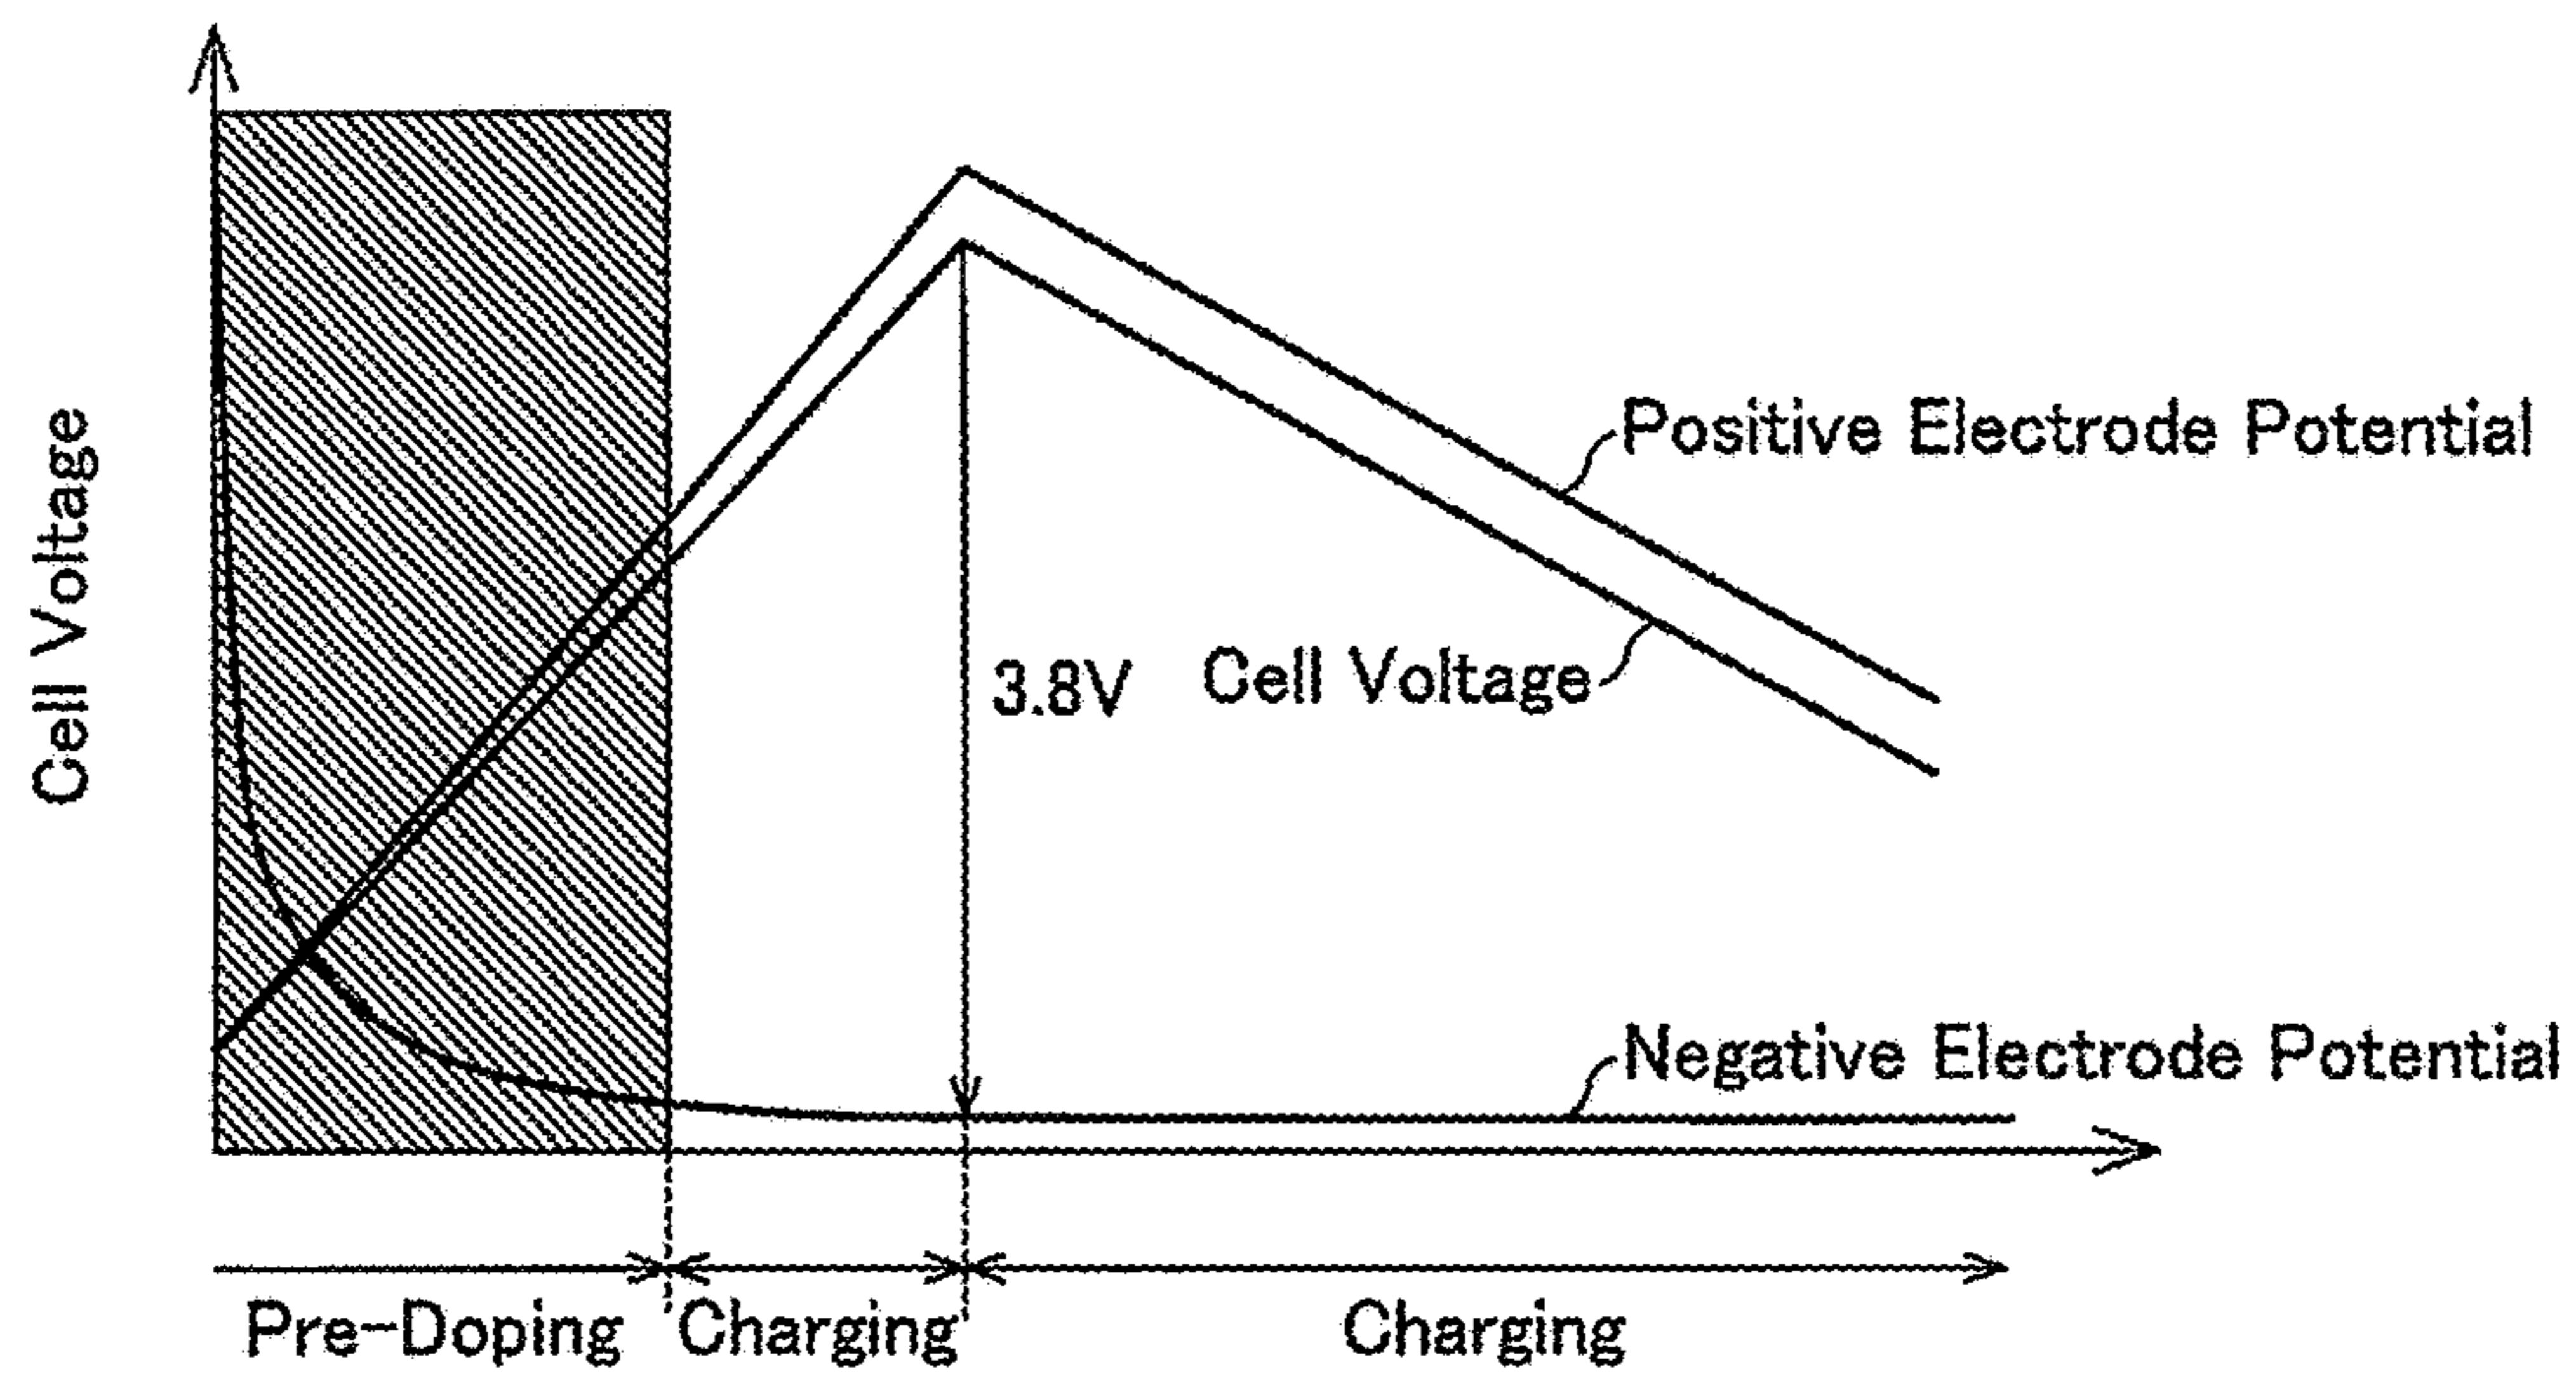 Cell Voltage
Positive Electrode Potential
3.8V
Cell Voltage
Negative Electrode Potential
Pre-Doping
Charging
Charging